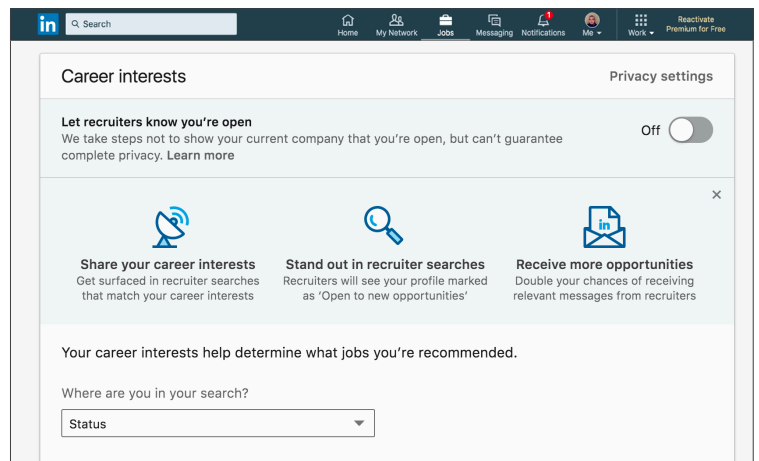 in
Search
Home
My Network
Jobs
Messaging
1
Notifications
Me
Work
Reactivate
Premium for Free
Career interests
Privacy settings
Let recruiters know you're open
We take steps not to show your current company that you're open, but can't guarantee
complete privacy. Learn more
Off
in
Share your career interests
Get surfaced in recruiter searches
that match your career interests
Stand out in recruiter searches
Recruiters will see your profile marked
as ‘Open to new opportunities’
Receive more opportunities
Double your chances of receiving
relevant messages from recruiters
Your career interests help determine what jobs you're recommended.
Where are you in your search?
Status